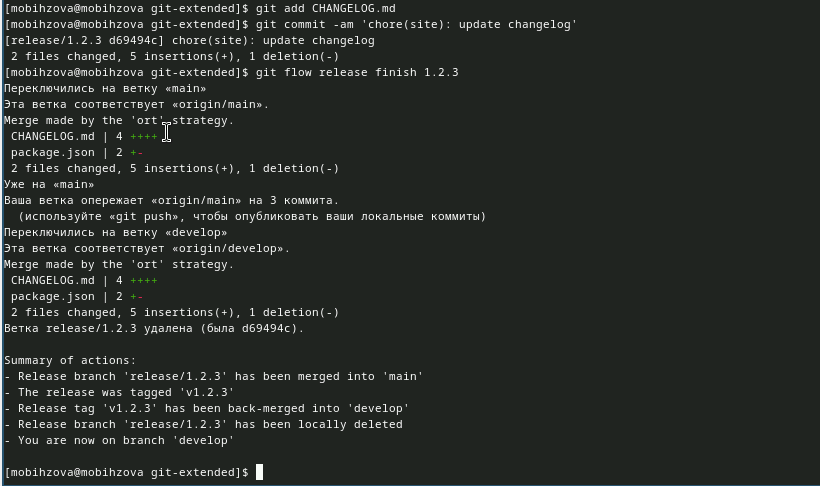 [mobihzova@mobihzova git-extended]$ git add CHANGELOG.md
[mobihzova@mobihzova git-extended]$ git commit -am 'chore(site): update changelog'
[release/1.2.3 d69494c] chore(site): update changelog
 2 files changed, 5 insertions(+), 1 deletion(-)
[mobihzova@mobihzova git-extended]$ git flow release finish 1.2.3
Переключились на ветку «main»
Эта ветка соответствует «origin/main».
Merge made by the 'ort' strategy.
 CHANGELOG.md | 4 ++++
 package.json | 2 +-
 2 files changed, 5 insertions(+), 1 deletion(-)
Уже на «main»
Ваша ветка опережает «origin/main» на 3 коммита.
  (используйте «git push», чтобы опубликовать ваши локальные коммиты)
Переключились на ветку «develop»
Эта ветка соответствует «origin/develop».
Merge made by the 'ort' strategy.
 CHANGELOG.md | 4 ++++
 package.json | 2 +-
 2 files changed, 5 insertions(+), 1 deletion(-)
Ветка release/1.2.3 удалена (была d69494c).

Summary of actions:
- Release branch 'release/1.2.3' has been merged into 'main'
- The release was tagged 'v1.2.3'
- Release tag 'v1.2.3' has been back-merged into 'develop'
- Release branch 'release/1.2.3' has been locally deleted
- You are now on branch 'develop'

[mobihzova@mobihzova git-extended]$